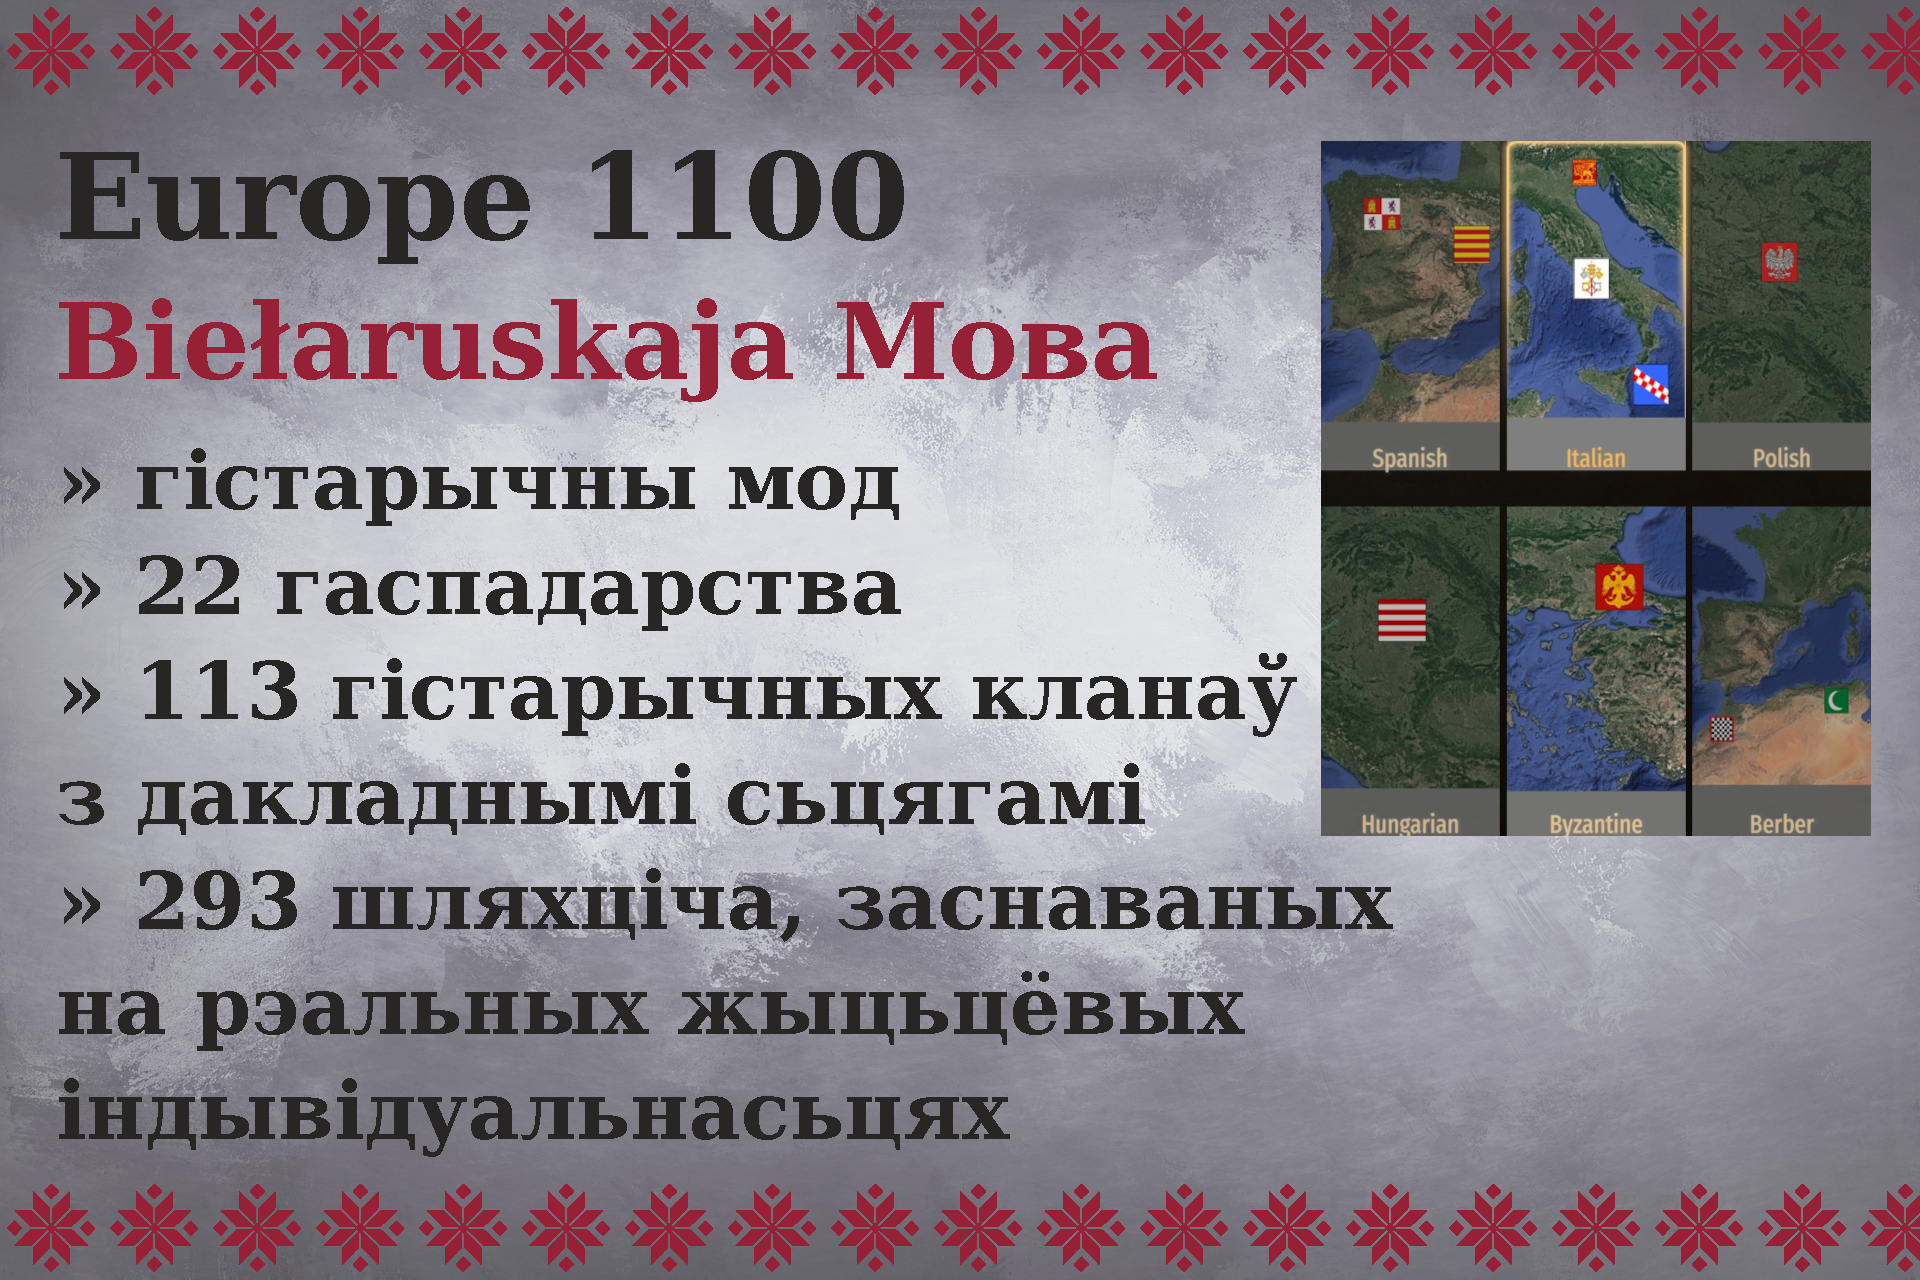 Europe 1100
Biełaruskaja Мова
» гістарычны мод
» 22 гаспадарства
» 113 гістарычных кланаў
з дакладнымі сьцягамі
» 293 шляхціча, заснаваных
на рэальных жыцьцёвых
індывідуальнасьцях
Spanish Italian Polish
Hungarian Byzantine Berber